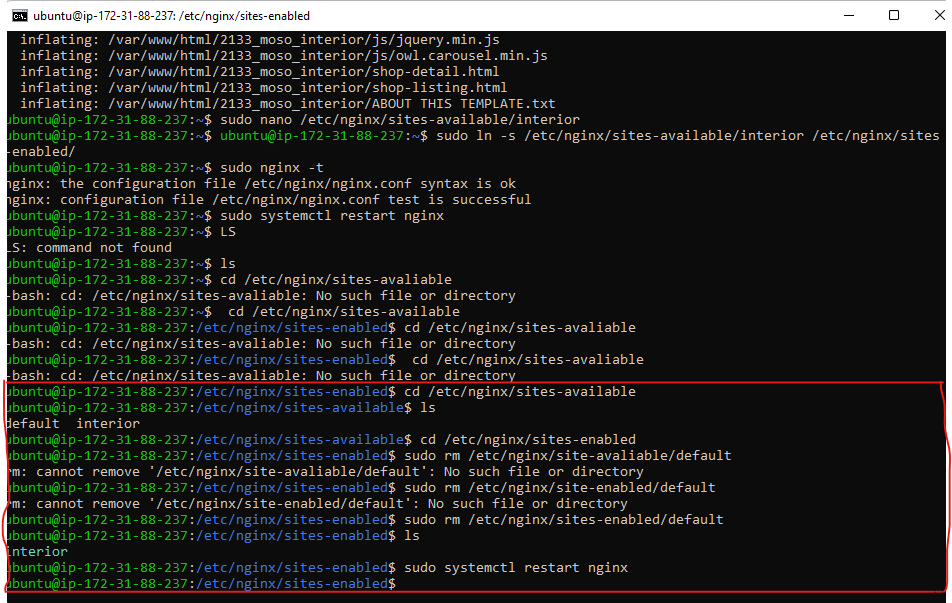 ubuntu@ip-172-31-88-237: /etc/nginx/sites-enabled
inflating: /var/www/html/2133_moso_interior/js/jquery.min.js
inflating: /var/www/html/2133_moso_interior/js/owl.carousel.min.js
inflating: /var/www/html/2133_moso_interior/shop-detail.html
inflating: /var/www/html/2133_moso_interior/shop-listing.html
inflating: /var/www/html/2133_moso_interior/ABOUT THIS TEMPLATE.txt
ubuntu@ip-172-31-88-237:~$ sudo nano /etc/nginx/sites-available/interior
ubuntu@ip-172-31-88-237:~$ ubuntu@ip-172-31-88-237:~$ sudo ln -s /etc/nginx/sites-available/interior /etc/nginx/sites
-enabled/
ubuntu@ip-172-31-88-237:~$ sudo nginx -t
nginx: the configuration file /etc/nginx/nginx.conf syntax is ok
nginx: configuration file /etc/nginx/nginx.conf test is successful
ubuntu@ip-172-31-88-237:~$ sudo systemctl restart nginx
ubuntu@ip-172-31-88-237:~$ LS
LS: command not found
ubuntu@ip-172-31-88-237:~$ ls
ubuntu@ip-172-31-88-237:~$ cd /etc/nginx/sites-avaliable
-bash: cd: /etc/nginx/sites-avaliable: No such file or directory
ubuntu@ip-172-31-88-237:~$  cd /etc/nginx/sites-available
ubuntu@ip-172-31-88-237:/etc/nginx/sites-enabled$ cd /etc/nginx/sites-avaliable
-bash: cd: /etc/nginx/sites-avaliable: No such file or directory
ubuntu@ip-172-31-88-237:/etc/nginx/sites-enabled$  cd /etc/nginx/sites-avaliable
-bash: cd: /etc/nginx/sites-avaliable: No such file or directory
ubuntu@ip-172-31-88-237:/etc/nginx/sites-enabled$ cd /etc/nginx/sites-available
ubuntu@ip-172-31-88-237:/etc/nginx/sites-available$ ls
default  interior
ubuntu@ip-172-31-88-237:/etc/nginx/sites-available$ cd /etc/nginx/sites-enabled
ubuntu@ip-172-31-88-237:/etc/nginx/sites-enabled$ sudo rm /etc/nginx/site-avaliable/default
rm: cannot remove '/etc/nginx/site-avaliable/default': No such file or directory
ubuntu@ip-172-31-88-237:/etc/nginx/sites-enabled$ sudo rm /etc/nginx/site-enabled/default
rm: cannot remove '/etc/nginx/site-enabled/default': No such file or directory
ubuntu@ip-172-31-88-237:/etc/nginx/sites-enabled$ sudo rm /etc/nginx/sites-enabled/default
ubuntu@ip-172-31-88-237:/etc/nginx/sites-enabled$ ls
interior
ubuntu@ip-172-31-88-237:/etc/nginx/sites-enabled$ sudo systemctl restart nginx
ubuntu@ip-172-31-88-237:/etc/nginx/sites-enabled$